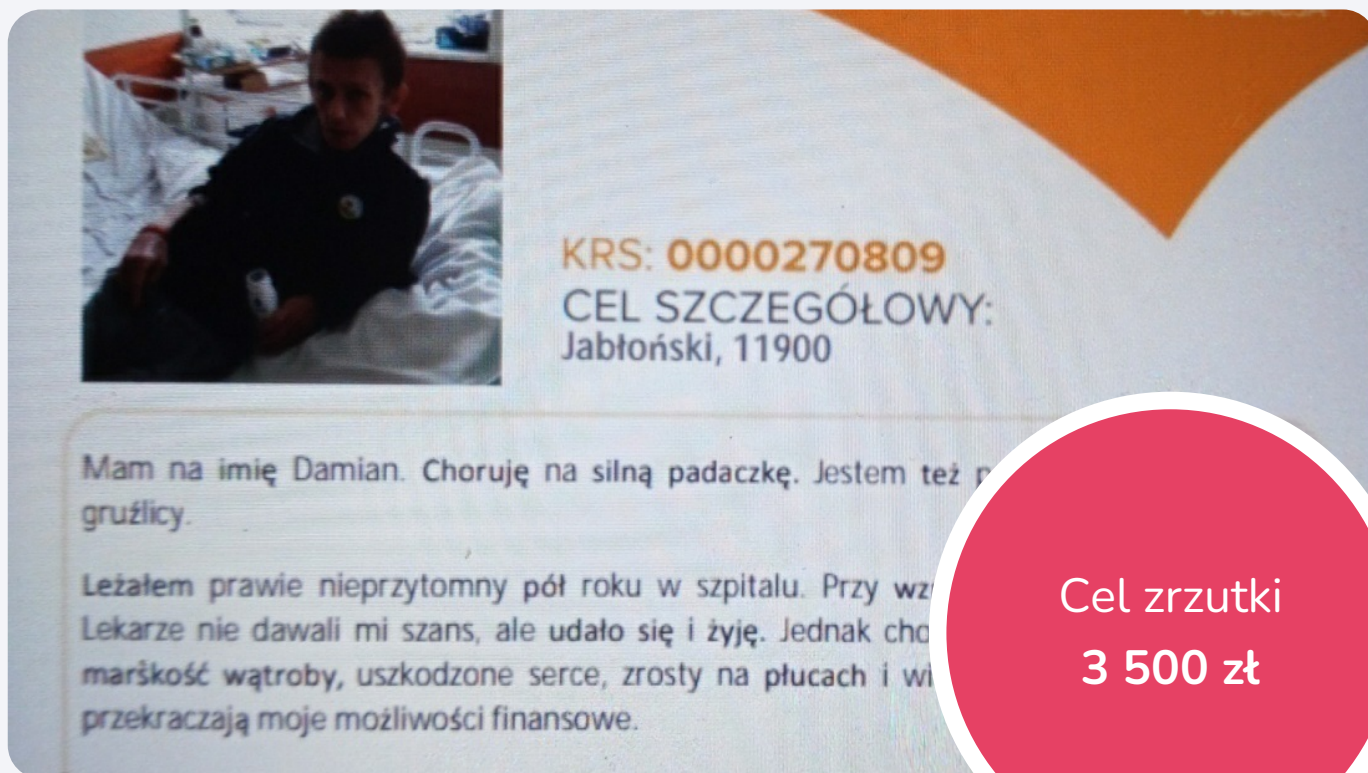 FUNDACJA
KRS: 0000270809
CEL SZCZEGÓŁOWY:
Jabłoński, 11900
Mam na imię Damian. Choruję na silną padaczkę. Jestem też
gruźlicy.
Leżałem prawie nieprzytomny pół roku w szpitalu. Przy
Lekarze nie dawali mi szans, ale udało się i żyję. Jednak
marskość wątroby, uszkodzone serce, zrosty na płucach i
przekraczają moje możliwości finansowe.
Cel zrzutki
3 500 zł